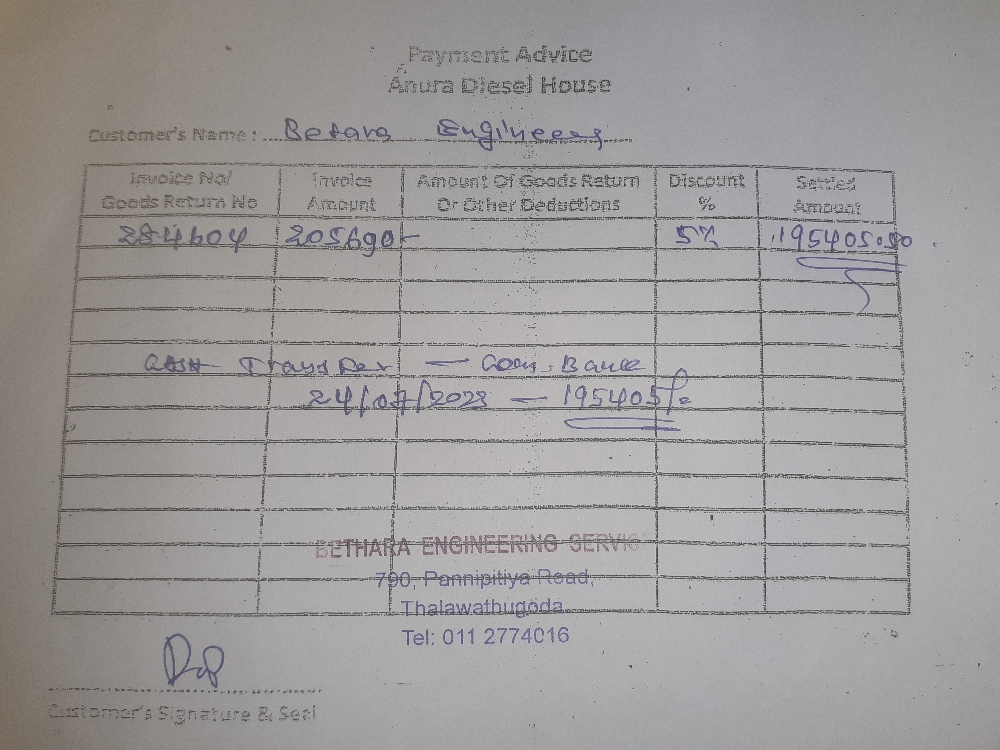 Payment Advice
Anura Diesel House
Customer's Name: Betara Engineers
Invoice No/ Goods Return No Invoice Amount Amount Of Goods Return Or Other Deductions Discount % Settled Amount
284604 205690/- 5% 195405.50
Cash Transfer — Com. Bank
24/07/2023 — 195405/=
BETHARA ENGINEERING SERVIC
790, Pannipitiya Road,
Thalawathugoda.
Tel: 011 2774016
Customer's Signature & Seal